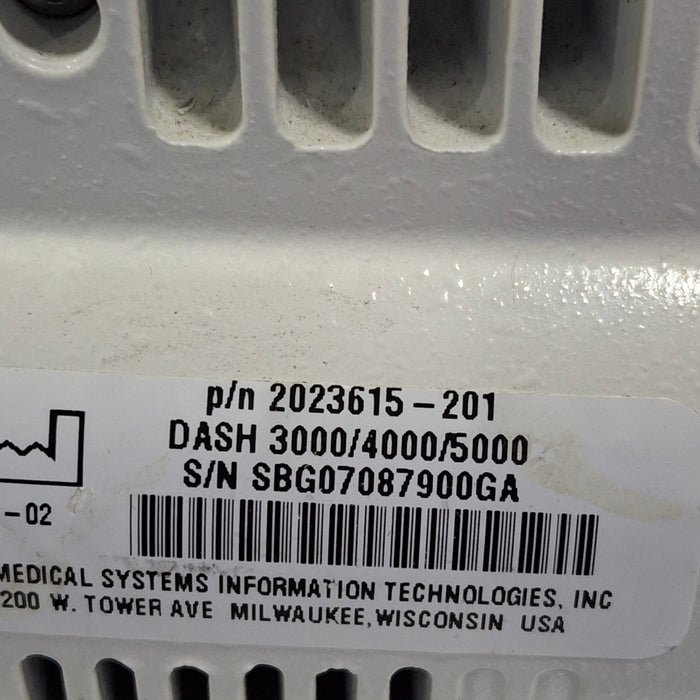 p/n 2023615-201
DASH 3000/4000/5000
S/N SBG07087900GA
-02
MEDICAL SYSTEMS INFORMATION TECHNOLOGIES, INC
200 W. TOWER AVE MILWAUKEE, WISCONSIN USA